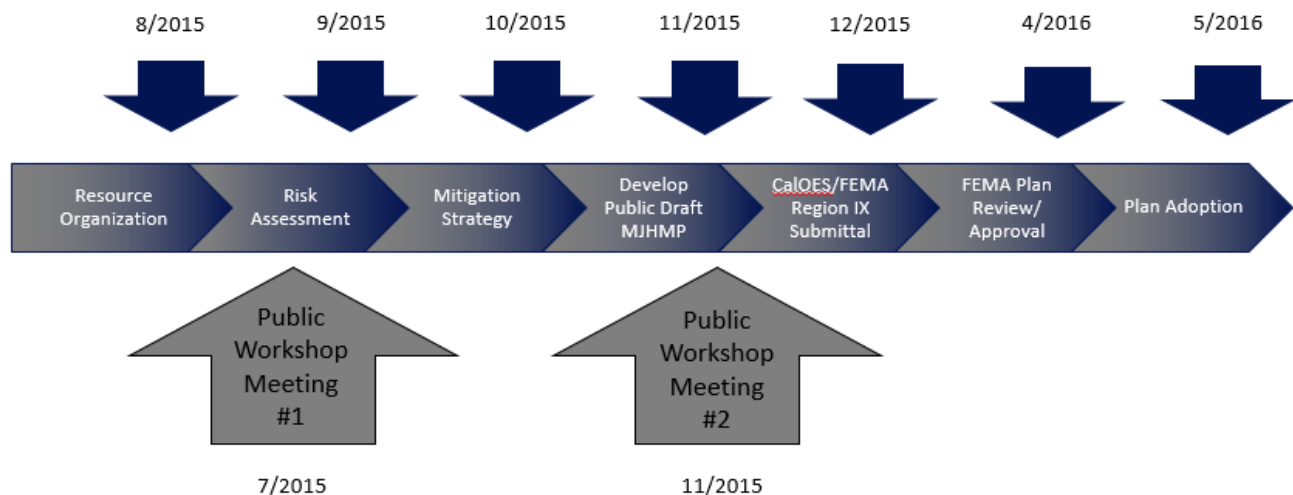 8/2015
9/2015
10/2015
11/2015
12/2015
4/2016
5/2016
Resource
Organization
Risk
Assessment
Mitigation
Strategy
Develop
Public Draft
MJHMP
CalOES/FEMA
Region IX
Submittal
FEMA Plan
Review/
Approval
Plan Adoption
Public
Workshop
Meeting
#1
Public
Workshop
Meeting
#2
7/2015
11/2015